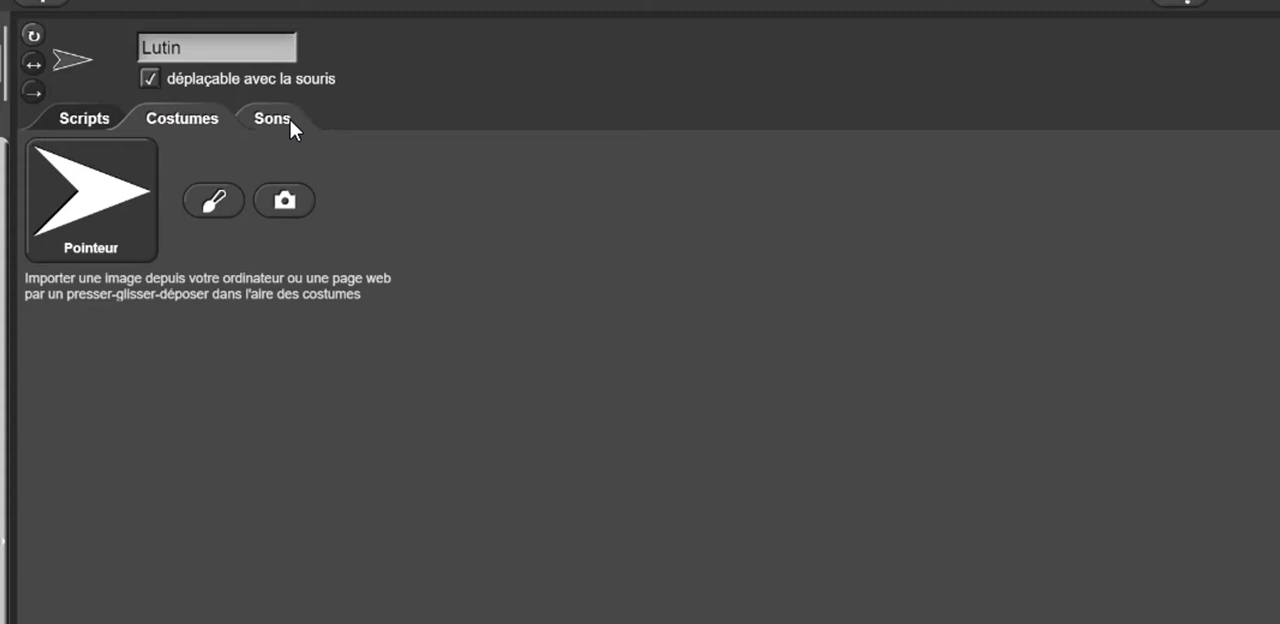 Lutin
déplaçable avec la souris
Scripts Costumes Sons
Pointeur
Importer une image depuis votre ordinateur ou une page web
par un presser-glisser-déposer dans l'aire des costumes